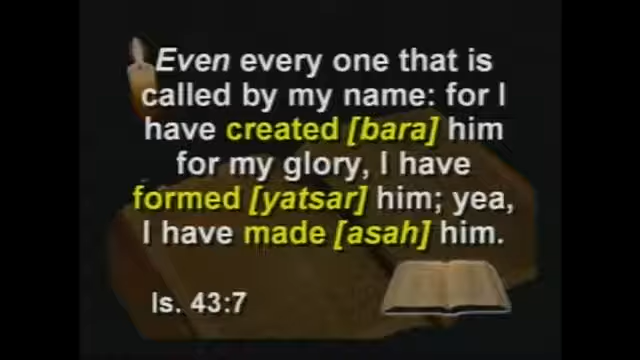 Even every one that is
called by my name: for I
have created [bara] him
for my glory, I have
formed [yatsar] him; yea,
I have made [asah] him.
Is. 43:7